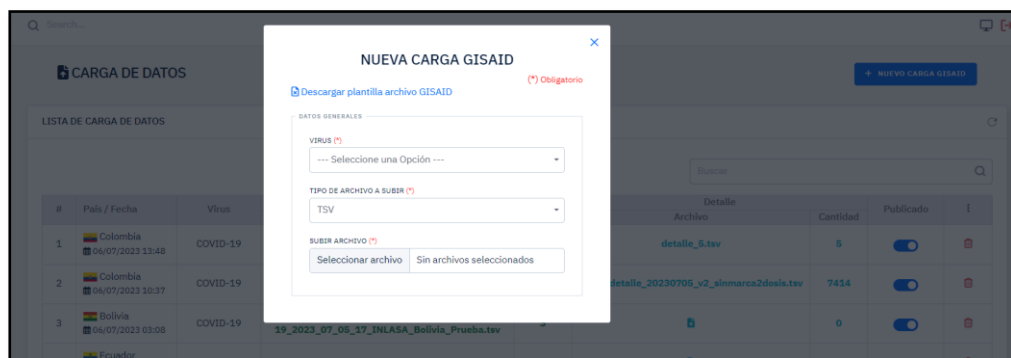 Search...
CARGA DE DATOS
+ NUEVO CARGA GISAID
LISTA DE CARGA DE DATOS
×
NUEVA CARGA GISAID
(*) Obligatorio
Descargar plantilla archivo GISAID
DATOS GENERALES
VIRUS (*)
--- Seleccione una Opción ---
TIPO DE ARCHIVO A SUBIR (*)
TSV
SUBIR ARCHIVO (*)
Seleccionar archivo Sin archivos seleccionados
Buscar
# País / Fecha Virus Detalle Publicado
Archivo Cantidad
1 Colombia 06/07/2023 13:48 COVID-19 detalle_5.tsv 5
2 Colombia 06/07/2023 10:37 COVID-19 detalle_20230705_v2_sinmarca2dosis.tsv 7414
3 Bolivia 06/07/2023 03:08 COVID-19 19_2023_07_05_17_INLASA_Bolivia_Prueba.tsv 0
Ecuador